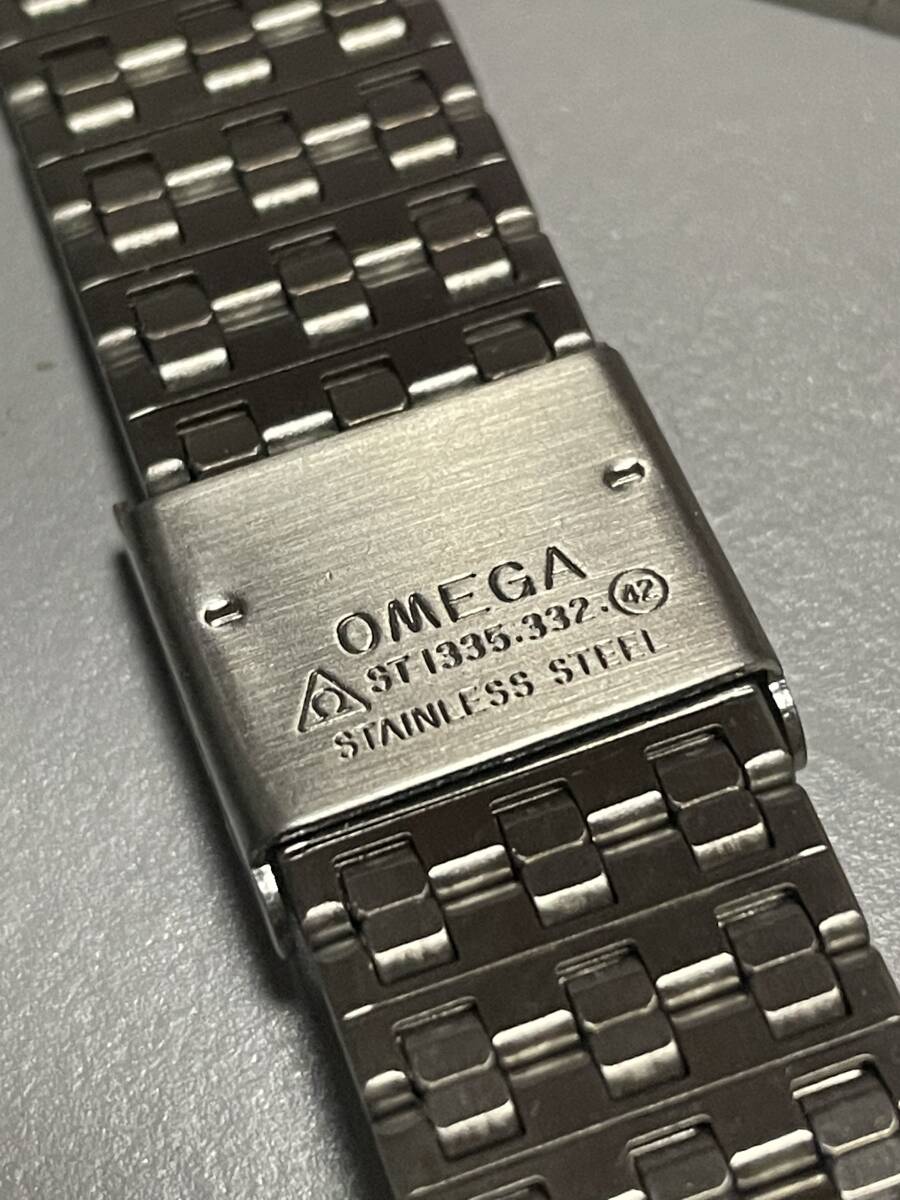 OMEGA
Ω ST 1335.332. 42
STAINLESS STEEL